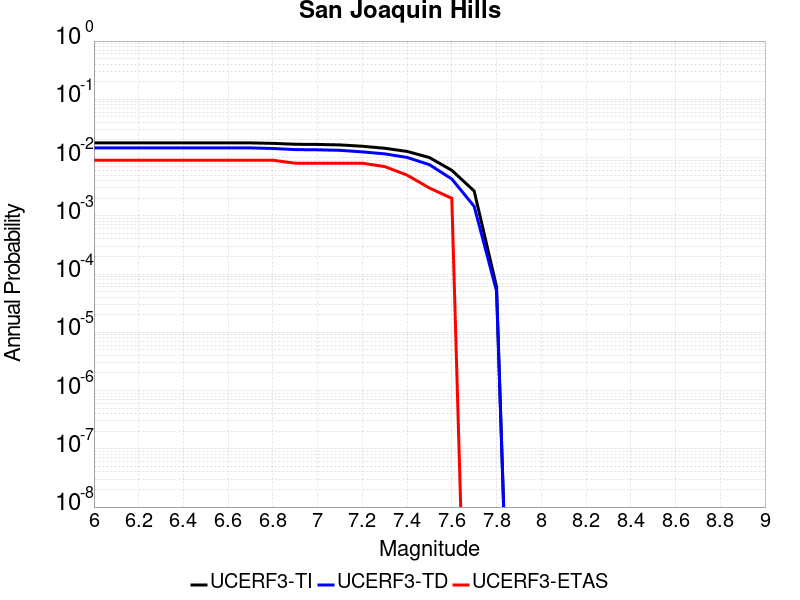 San Joaquin Hills
10^0
10^-1
10^-2
10^-3
10^-4
10^-5
10^-6
10^-7
10^-8
Annual Probability
6 6.2 6.4 6.6 6.8 7 7.2 7.4 7.6 7.8 8 8.2 8.4 8.6 8.8 9
Magnitude
UCERF3-TI UCERF3-TD UCERF3-ETAS